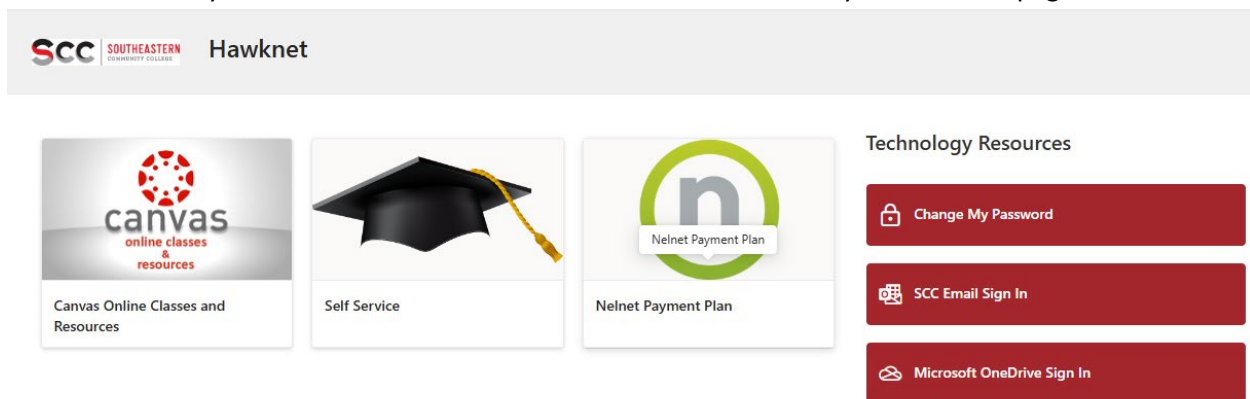 SCC SOUTHEASTERN
COMMUNITY COLLEGE
Hawknet
canvas
online classes
&
resources
Canvas Online Classes and
Resources
Self Service
n
Nelnet Payment Plan
Nelnet Payment Plan
Technology Resources
Change My Password
SCC Email Sign In
Microsoft OneDrive Sign In